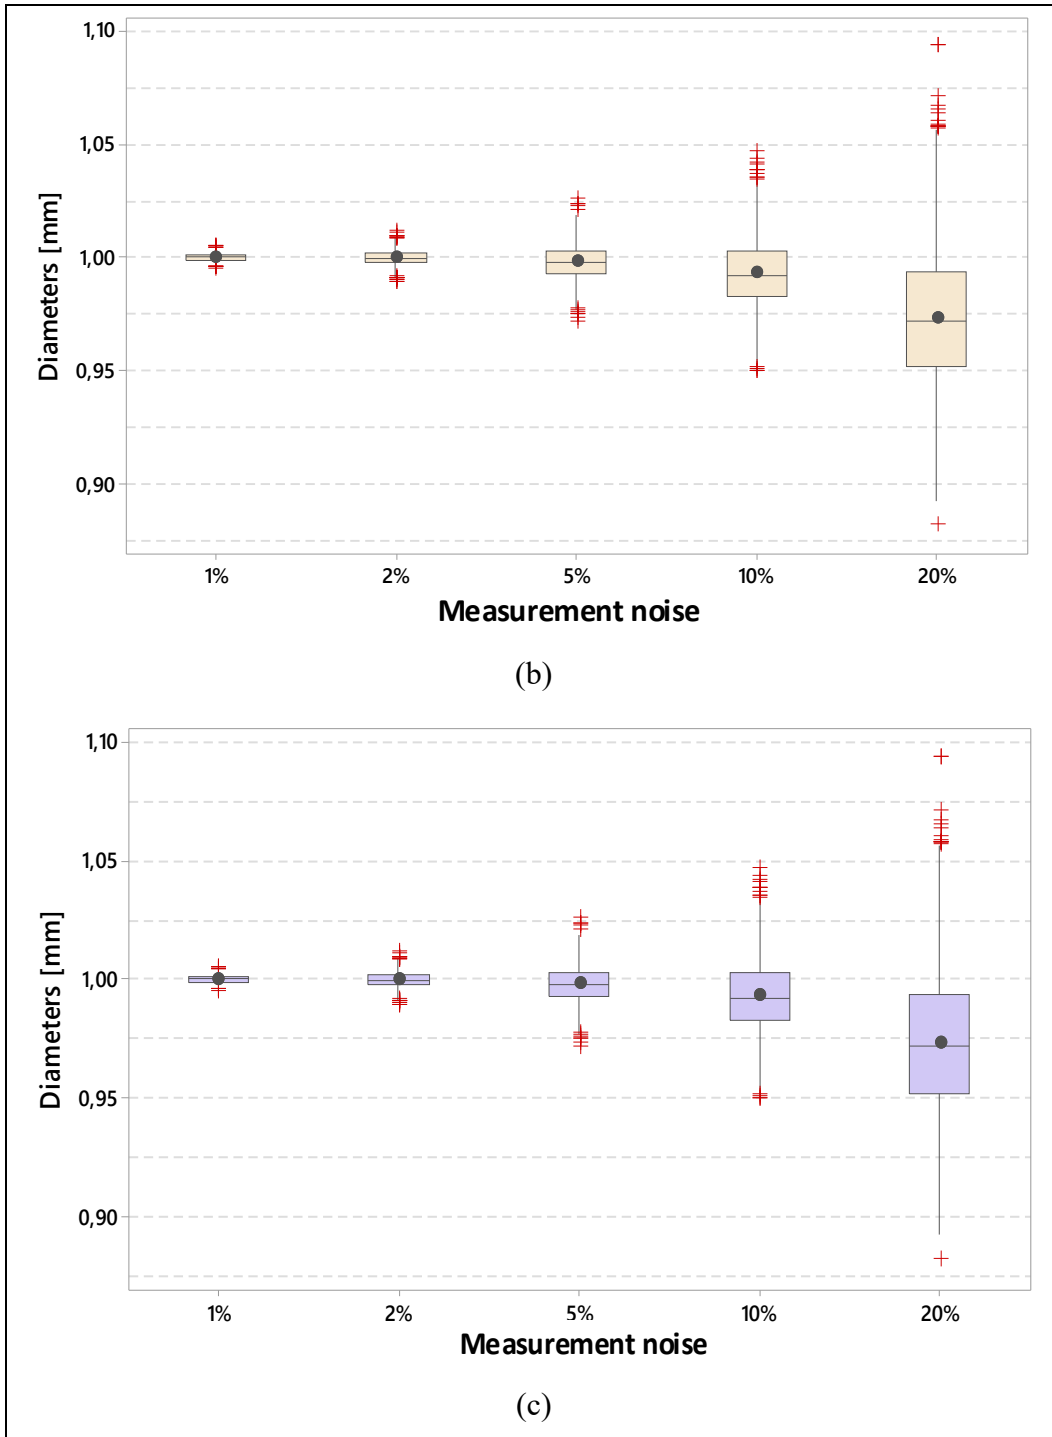 1,10
1,05
1,00
0,95
0,90
Diameters [mm]
1% 2% 5% 10% 20%
Measurement noise
(b)
1,10
1,05
1,00
0,95
0,90
Diameters [mm]
1% 2% 5% 10% 20%
Measurement noise
(c)